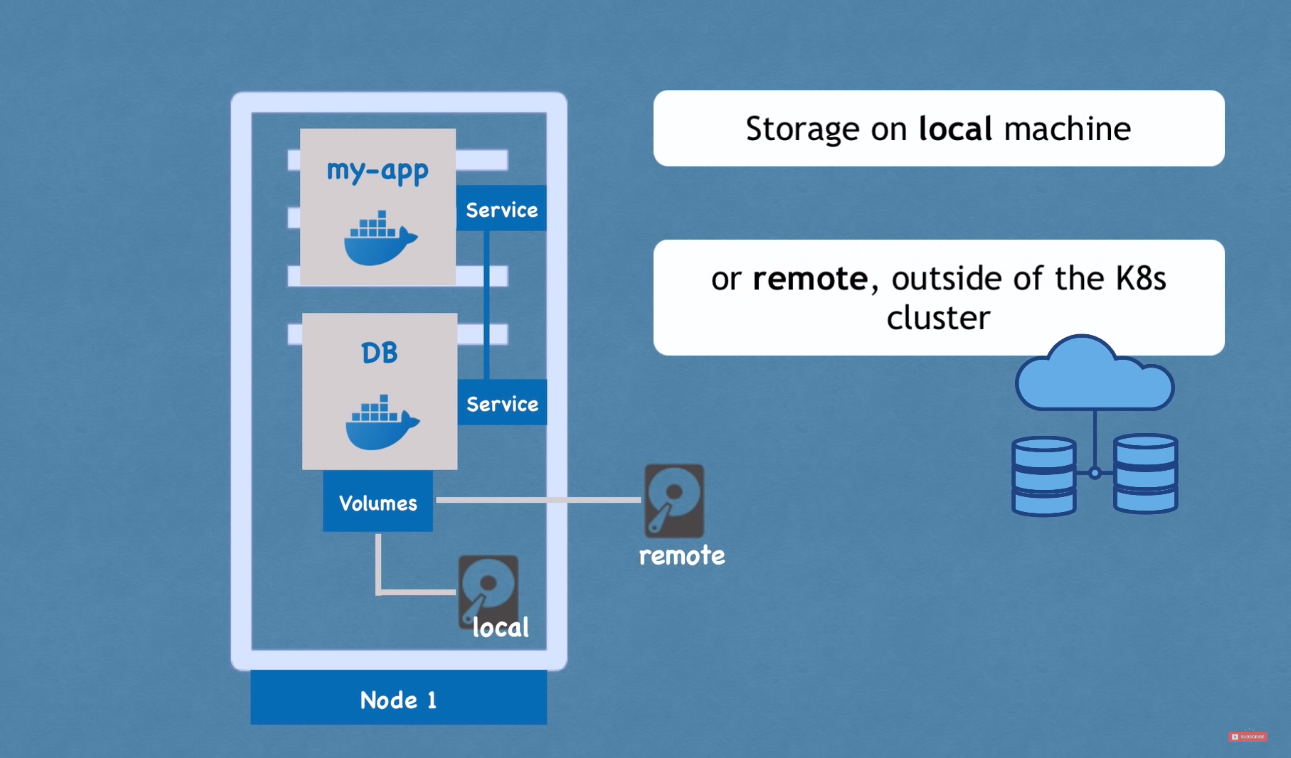 my-app
Service
DB
Service
Volumes
local
remote
Node 1
Storage on local machine
or remote, outside of the K8s
cluster
SUBSCRIBE